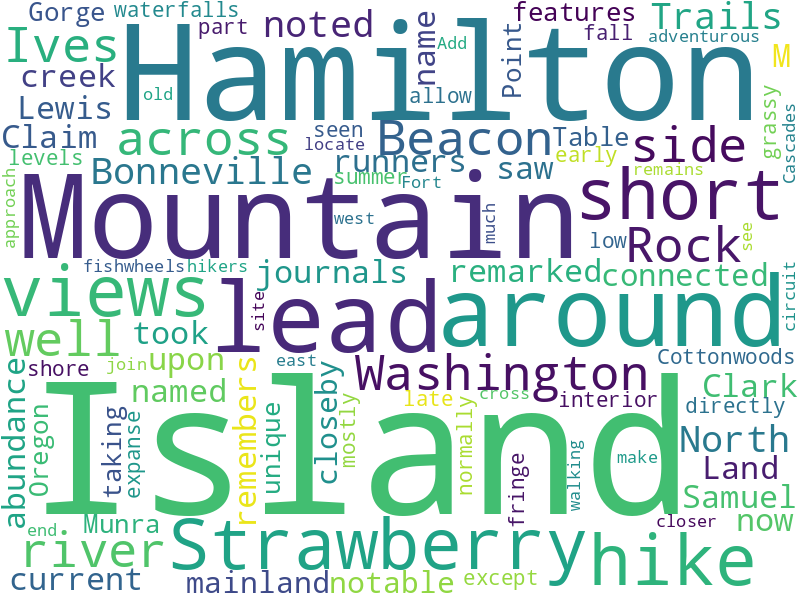 Gorge
waterfalls
part
noted
name
features
fall
Trails
Ives
Hamilton
Add
Point
adventurous
M
creek
old
allow
Lewis
Claim
across
seen
locate
Beacon
Table
side
grassy
Cascades
levels
Bonneville
runners
saw
early
remains
approach
summer
Fort
Mountain
west
much
short
low
Rock
see
fishwheels
hikers
journals
remarked
connected
circuit
views
site
lead
around
well
took
shore
join
upon
east
Washington
Cottonwoods
abundance
named
remembers
closeby
late
cross
interior
Clark
directly
Oregon
taking
expanse
unique
mostly
normally
Island
fringe
walking
make
North
Land
Samuel
end
Munra
closer
now
river
Strawberry
hike
current
mainland
notable
except